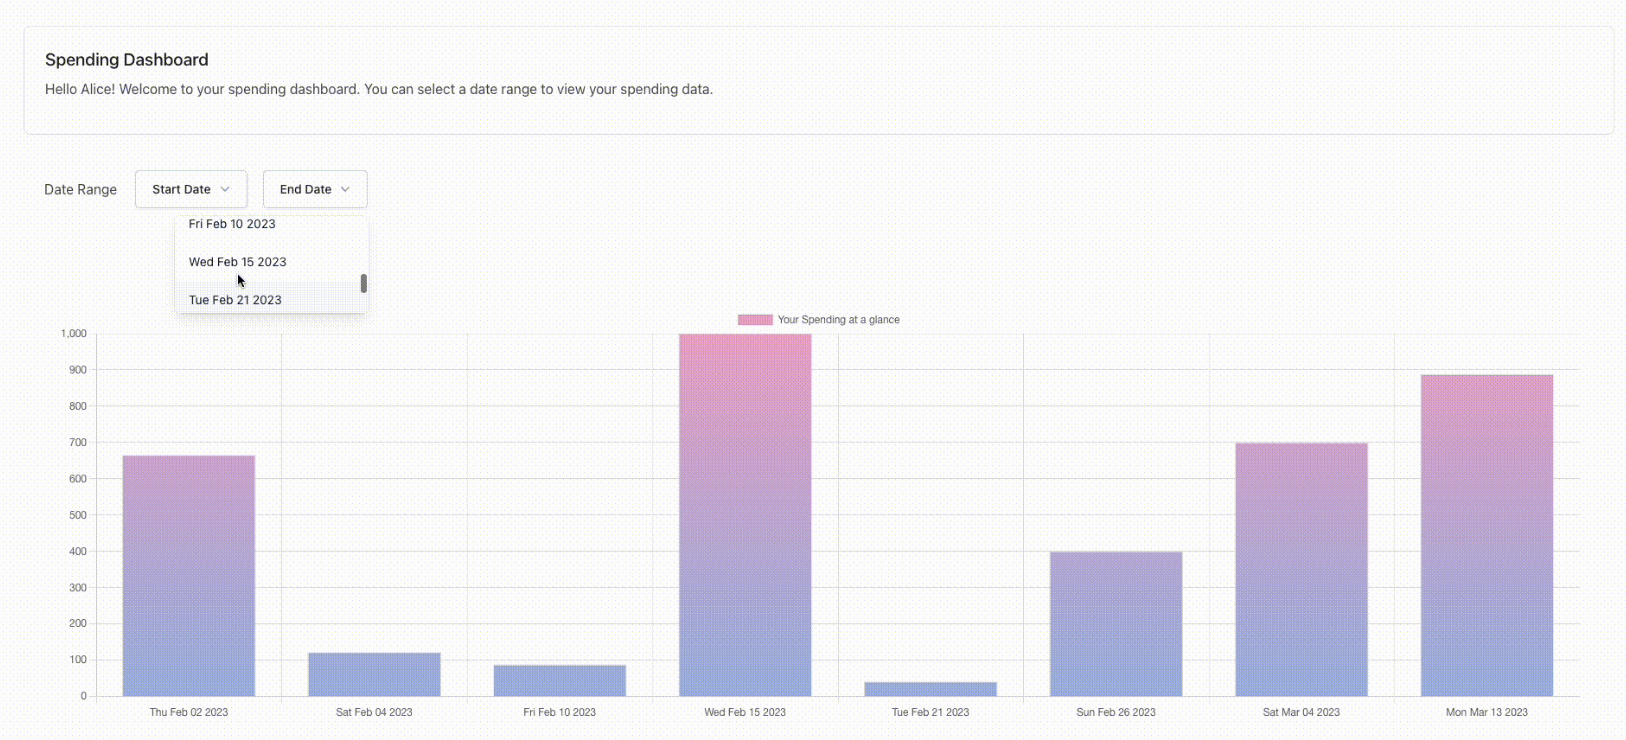 Spending Dashboard
Hello Alice! Welcome to your spending dashboard. You can select a date range to view your spending data.
Date Range
Start Date
End Date
Fri Feb 10 2023
Wed Feb 15 2023
Tue Feb 21 2023
Your Spending at a glance
1,000
900
800
700
600
500
400
300
200
100
0
Thu Feb 02 2023
Sat Feb 04 2023
Fri Feb 10 2023
Wed Feb 15 2023
Tue Feb 21 2023
Sun Feb 26 2023
Sat Mar 04 2023
Mon Mar 13 2023